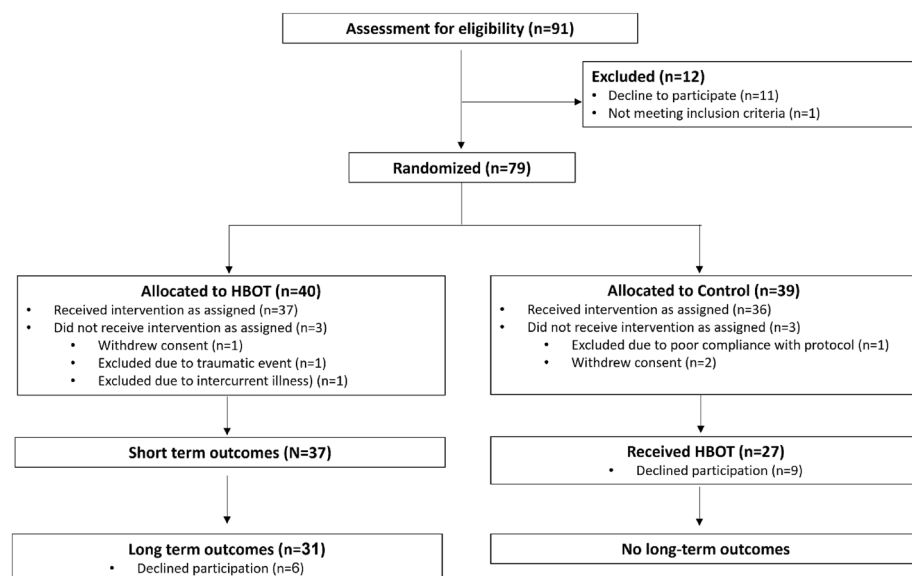 Assessment for eligibility (n=91)
Excluded (n=12)
• Decline to participate (n=11)
• Not meeting inclusion criteria (n=1)
Randomized (n=79)
Allocated to HBOT (n=40)
• Received intervention as assigned (n=37)
• Did not receive intervention as assigned (n=3)
• Withdrew consent (n=1)
• Excluded due to traumatic event (n=1)
• Excluded due to intercurrent illness) (n=1)
Allocated to Control (n=39)
• Received intervention as assigned (n=36)
• Did not receive intervention as assigned (n=3)
• Excluded due to poor compliance with protocol (n=1)
• Withdrew consent (n=2)
Short term outcomes (N=37)
Received HBOT (n=27)
• Declined participation (n=9)
Long term outcomes (n=31)
• Declined participation (n=6)
No long-term outcomes